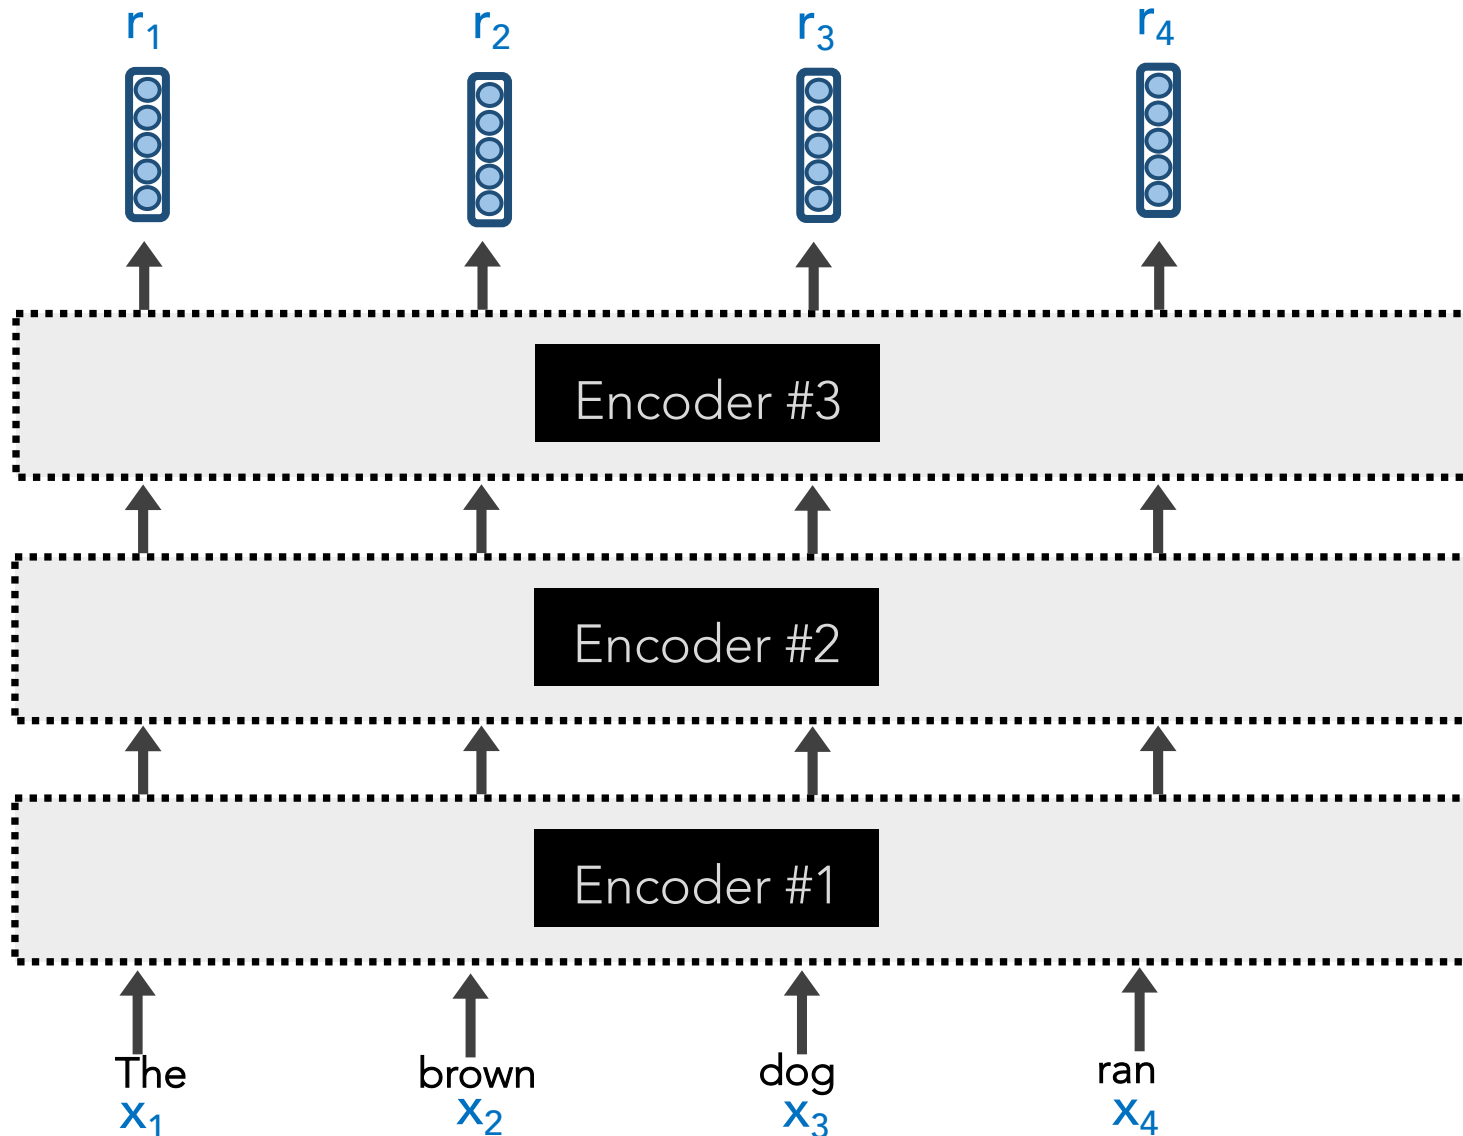 r1 r2 r3 r4
Encoder #3
Encoder #2
Encoder #1
The brown dog ran
x1 x2 x3 x4